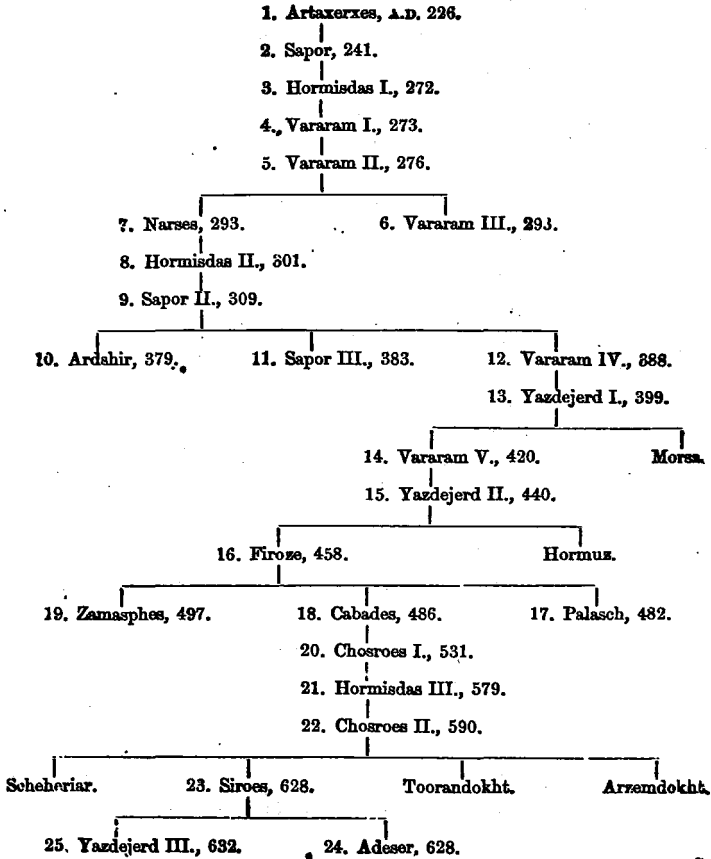 1. Artaxerxes, A.D. 226.
2. Sapor, 241.
3. Hormisdas I., 272.
4. Vararam I., 273.
5. Vararam II., 276.
7. Narses, 293. 6. Vararam III., 293.
8. Hormisdas II., 301.
9. Sapor II., 309.
10. Ardahir, 379. 11. Sapor III., 383. 12. Vararam IV., 388.
13. Yazdejerd I., 399.
14. Vararam V., 420. Morsa.
15. Yazdejerd II., 440.
16. Firoze, 458. Hormuz.
19. Zamasphes, 497. 18. Cabades, 486. 17. Palasch, 482.
20. Chosroes I., 531.
21. Hormisdas III., 579.
22. Chosroes II., 590.
Scheheriar. 23. Siroes, 628. Toorandokht. Arzemdokht.
25. Yazdejerd III., 632. 24. Adeser, 628.